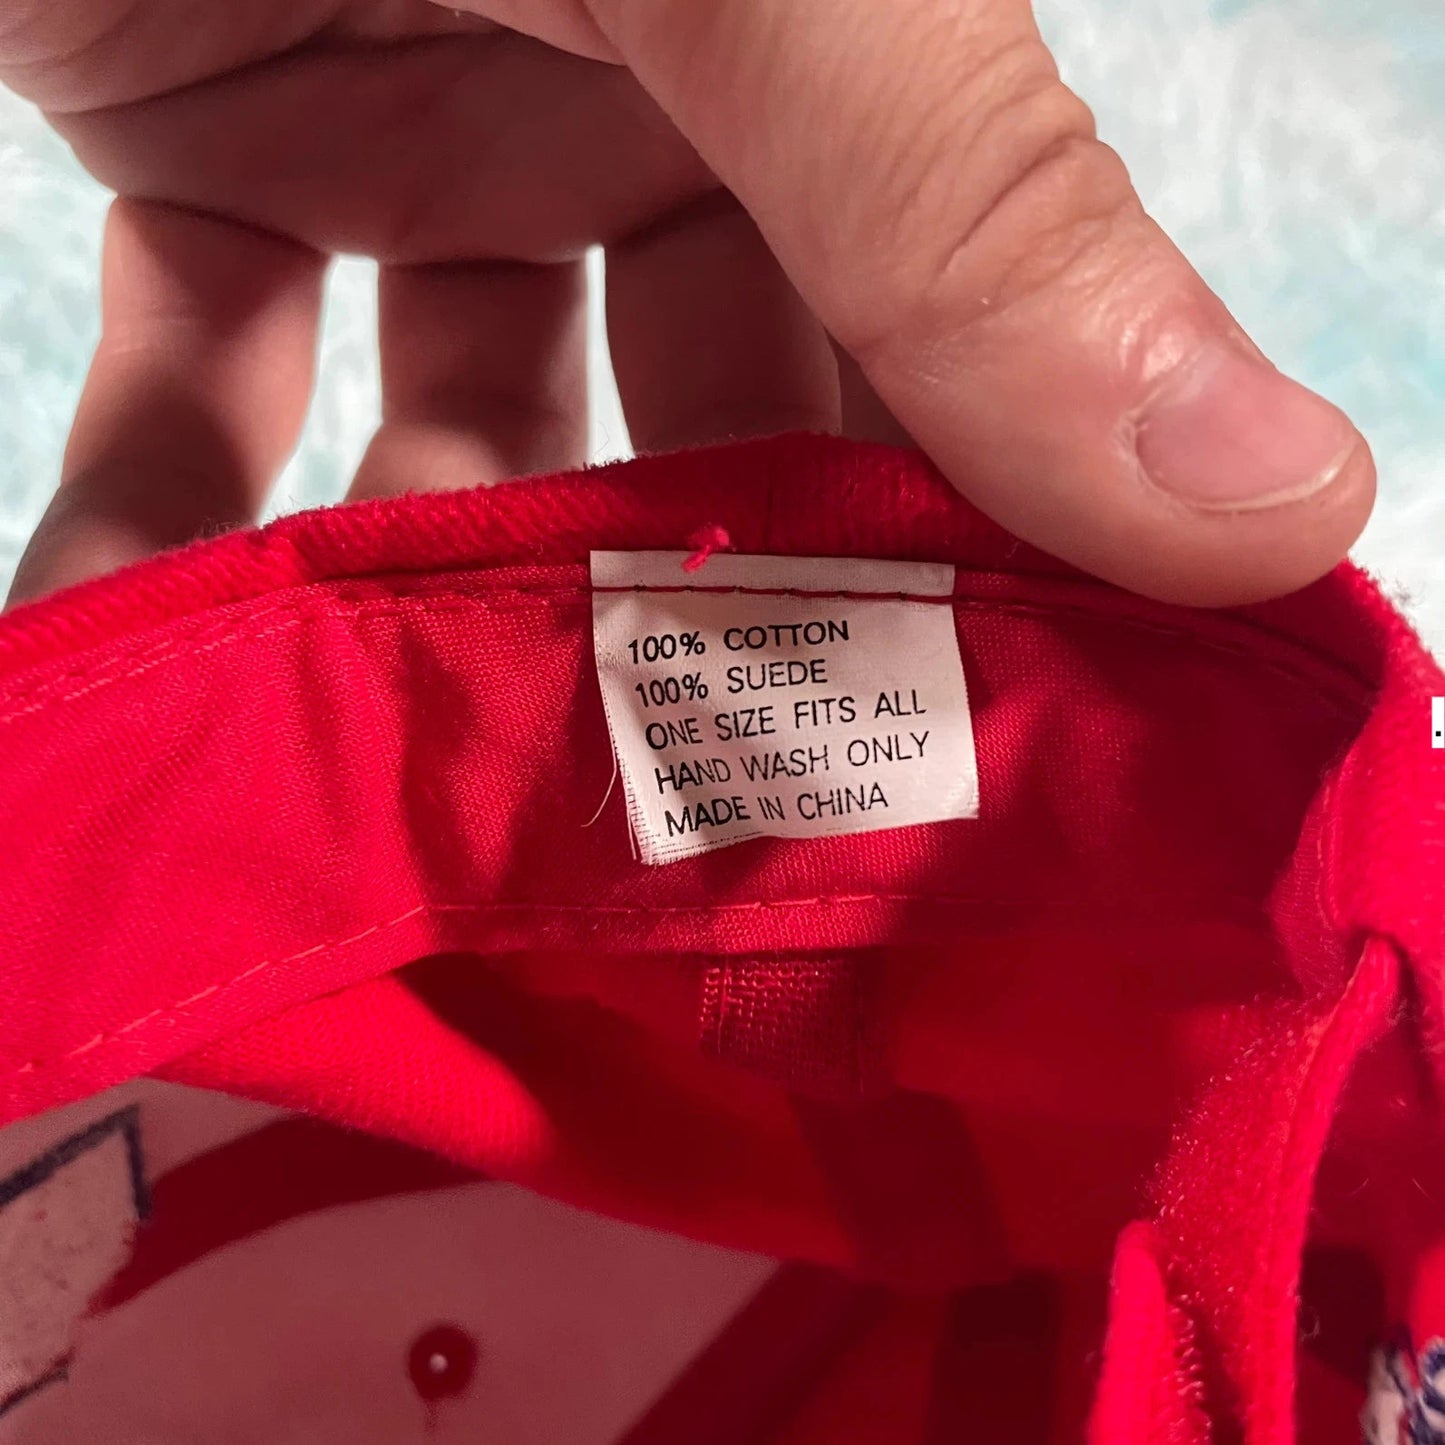 100% COTTON
100% SUEDE
ONE SIZE FITS ALL
HAND WASH ONLY
MADE IN CHINA